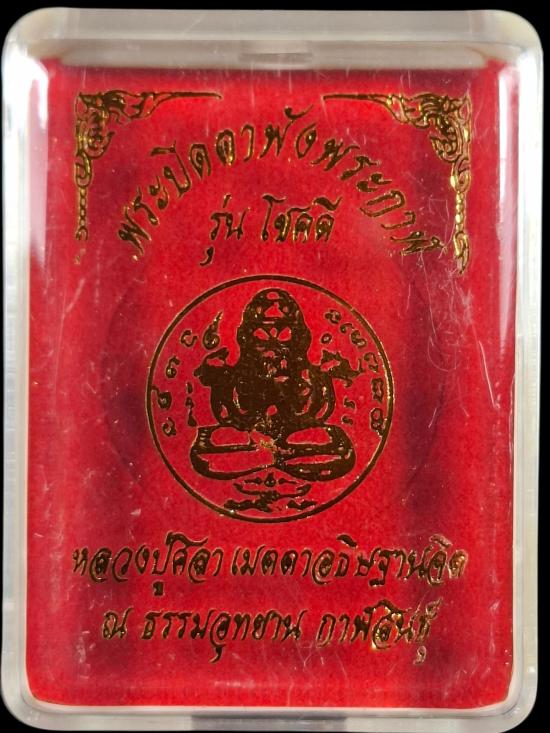 พระปิดตาพังพระกาฬ
รุ่น โชคดี
หลวงปู่ศิลา เมตตาอธิษฐานจิต
ณ ธรรมอุทยาน กาฬสินธุ์